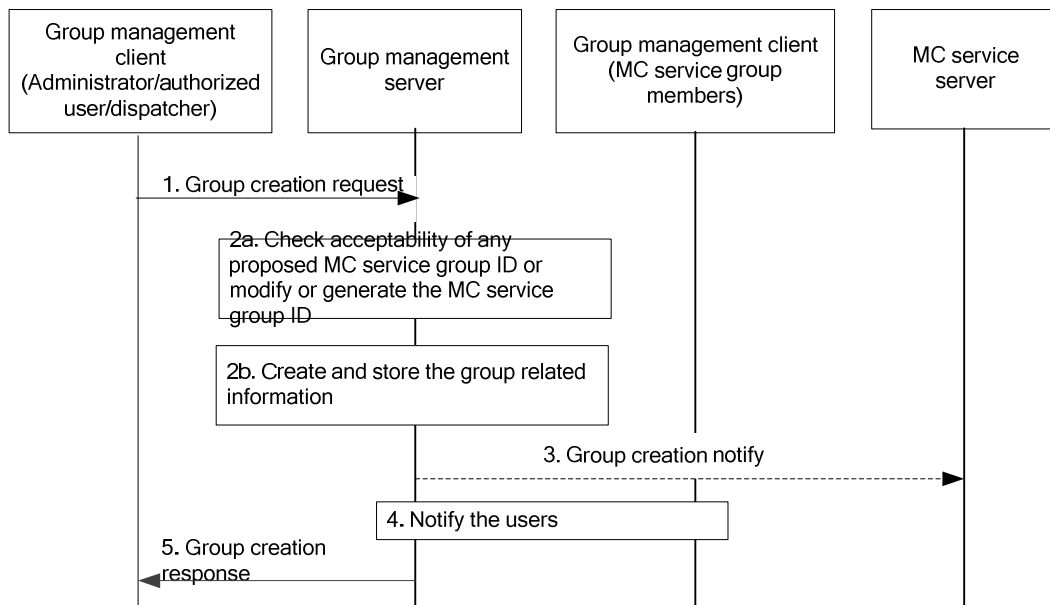 Group management
client
(Administrator/authorized
user/dispatcher)
Group management
server
Group management client
(MC service group
members)
MC service
server
1. Group creation request
2a. Check acceptability of any
proposed MC service group ID or
modify or generate the MC service
group ID
2b. Create and store the group related
information
3. Group creation notify
4. Notify the users
5. Group creation
response